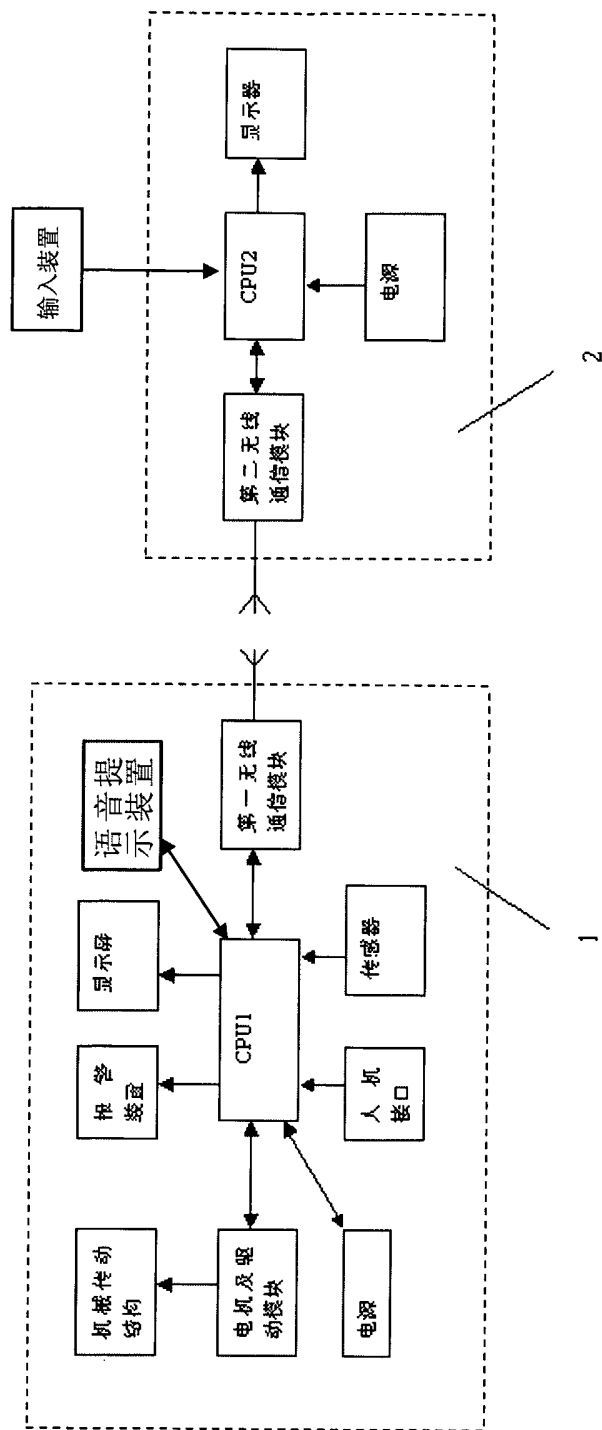 输入装置
机械传动
结构
报 警
装置
显示屏
语音提
示装置
电机及驱
动模块
CPU1
第一无线
通信模块
第二无线
通信模块
CPU2
显示器
电源
人 机
接口
传感器
电源
1
2